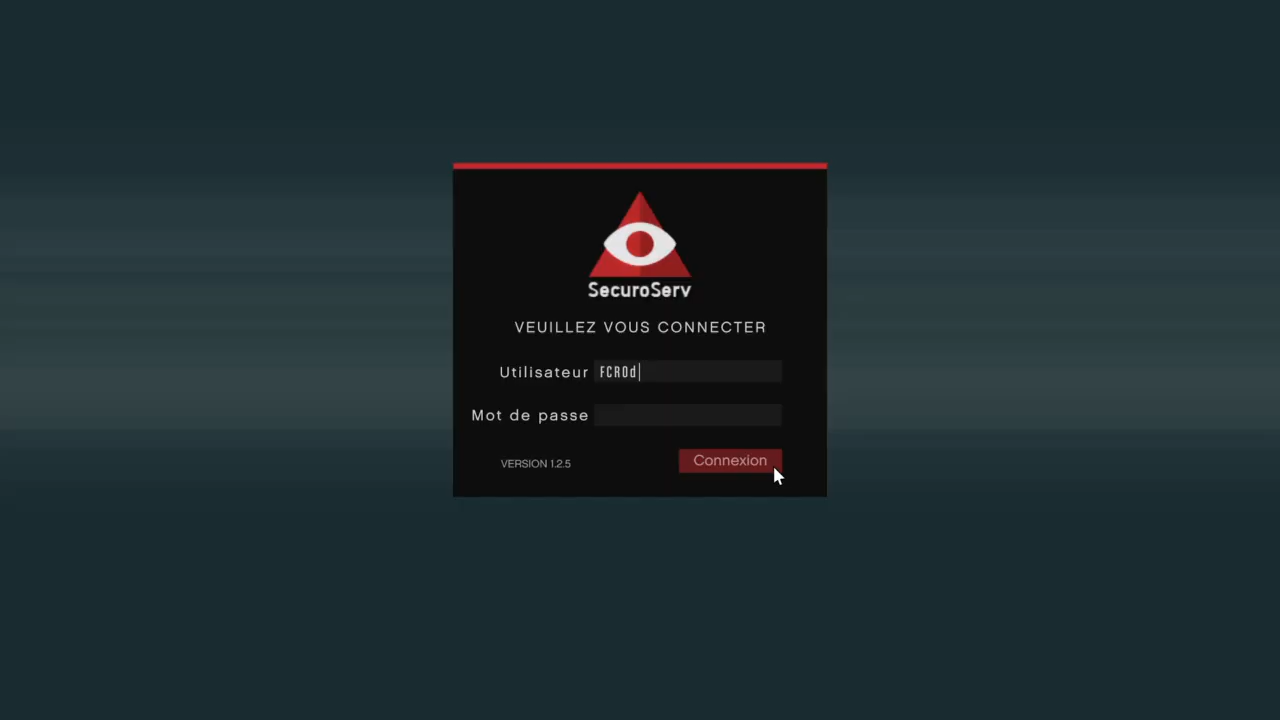 SecuroServ
VEUILLEZ VOUS CONNECTER
Utilisateur FCR0d
Mot de passe
VERSION 1.2.5 Connexion